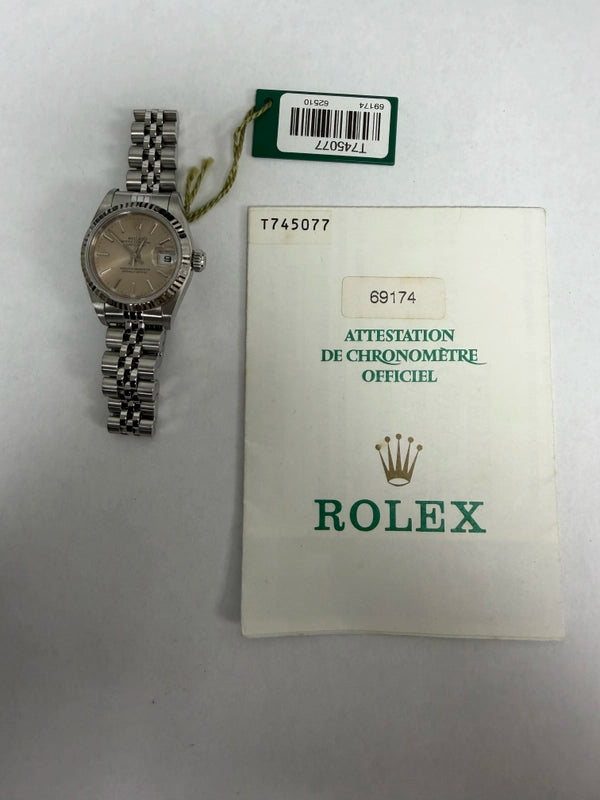 69174
62510
T745077
T745077
69174
ATTESTATION
DE CHRONOMÈTRE
OFFICIEL
ROLEX